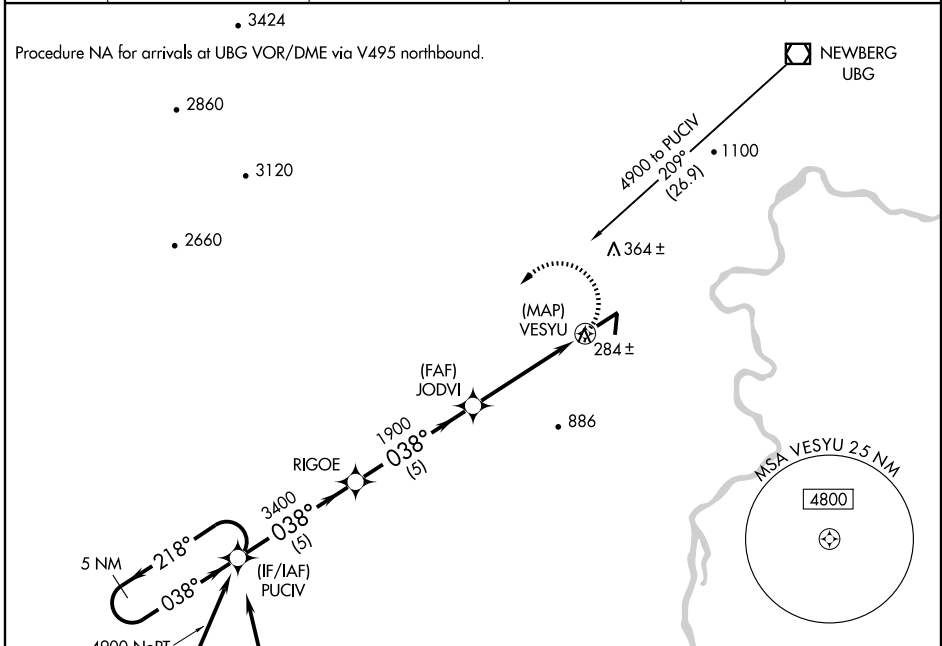 3424
Procedure NA for arrivals at UBG VOR/DME via V495 northbound.
NEWBERG
UBG
2860
4900 to PUCIV
209°
(26.9)
1100
3120
2660
364 ±
(MAP)
VESYU
284 ±
(FAF)
JODVI
886
1900
038°
(5)
RIGOE
MSA VESYU 25 NM
4800
3400
038°
(5)
5 NM
218°
038°
(IF/IAF)
PUCIV
4900 NoPT